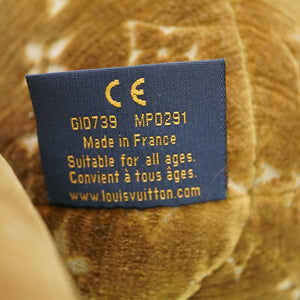 CE
GI0739 MP0291
Made in France
Suitable for all ages.
Convient à tous âges.
www.louisvuitton.com